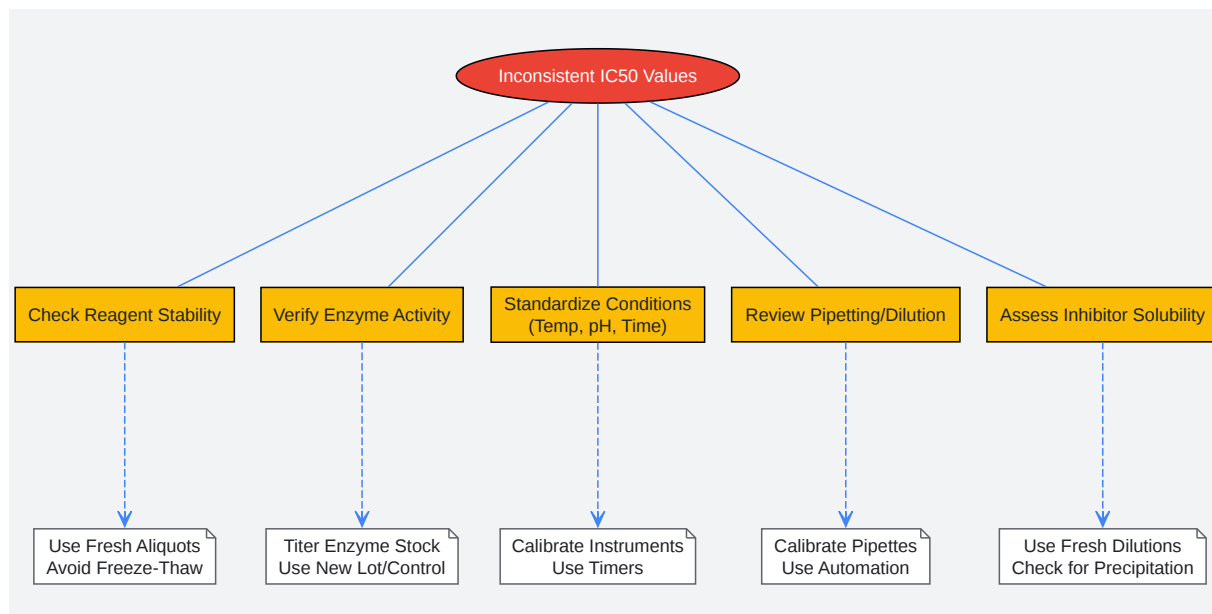 Inconsistent IC50 Values
Check Reagent Stability
Verify Enzyme Activity
Standardize Conditions
(Temp, pH, Time)
Review Pipetting/Dilution
Assess Inhibitor Solubility
Use Fresh Aliquots
Avoid Freeze-Thaw
Titer Enzyme Stock
Use New Lot/Control
Calibrate Instruments
Use Timers
Calibrate Pipettes
Use Automation
Use Fresh Dilutions
Check for Precipitation